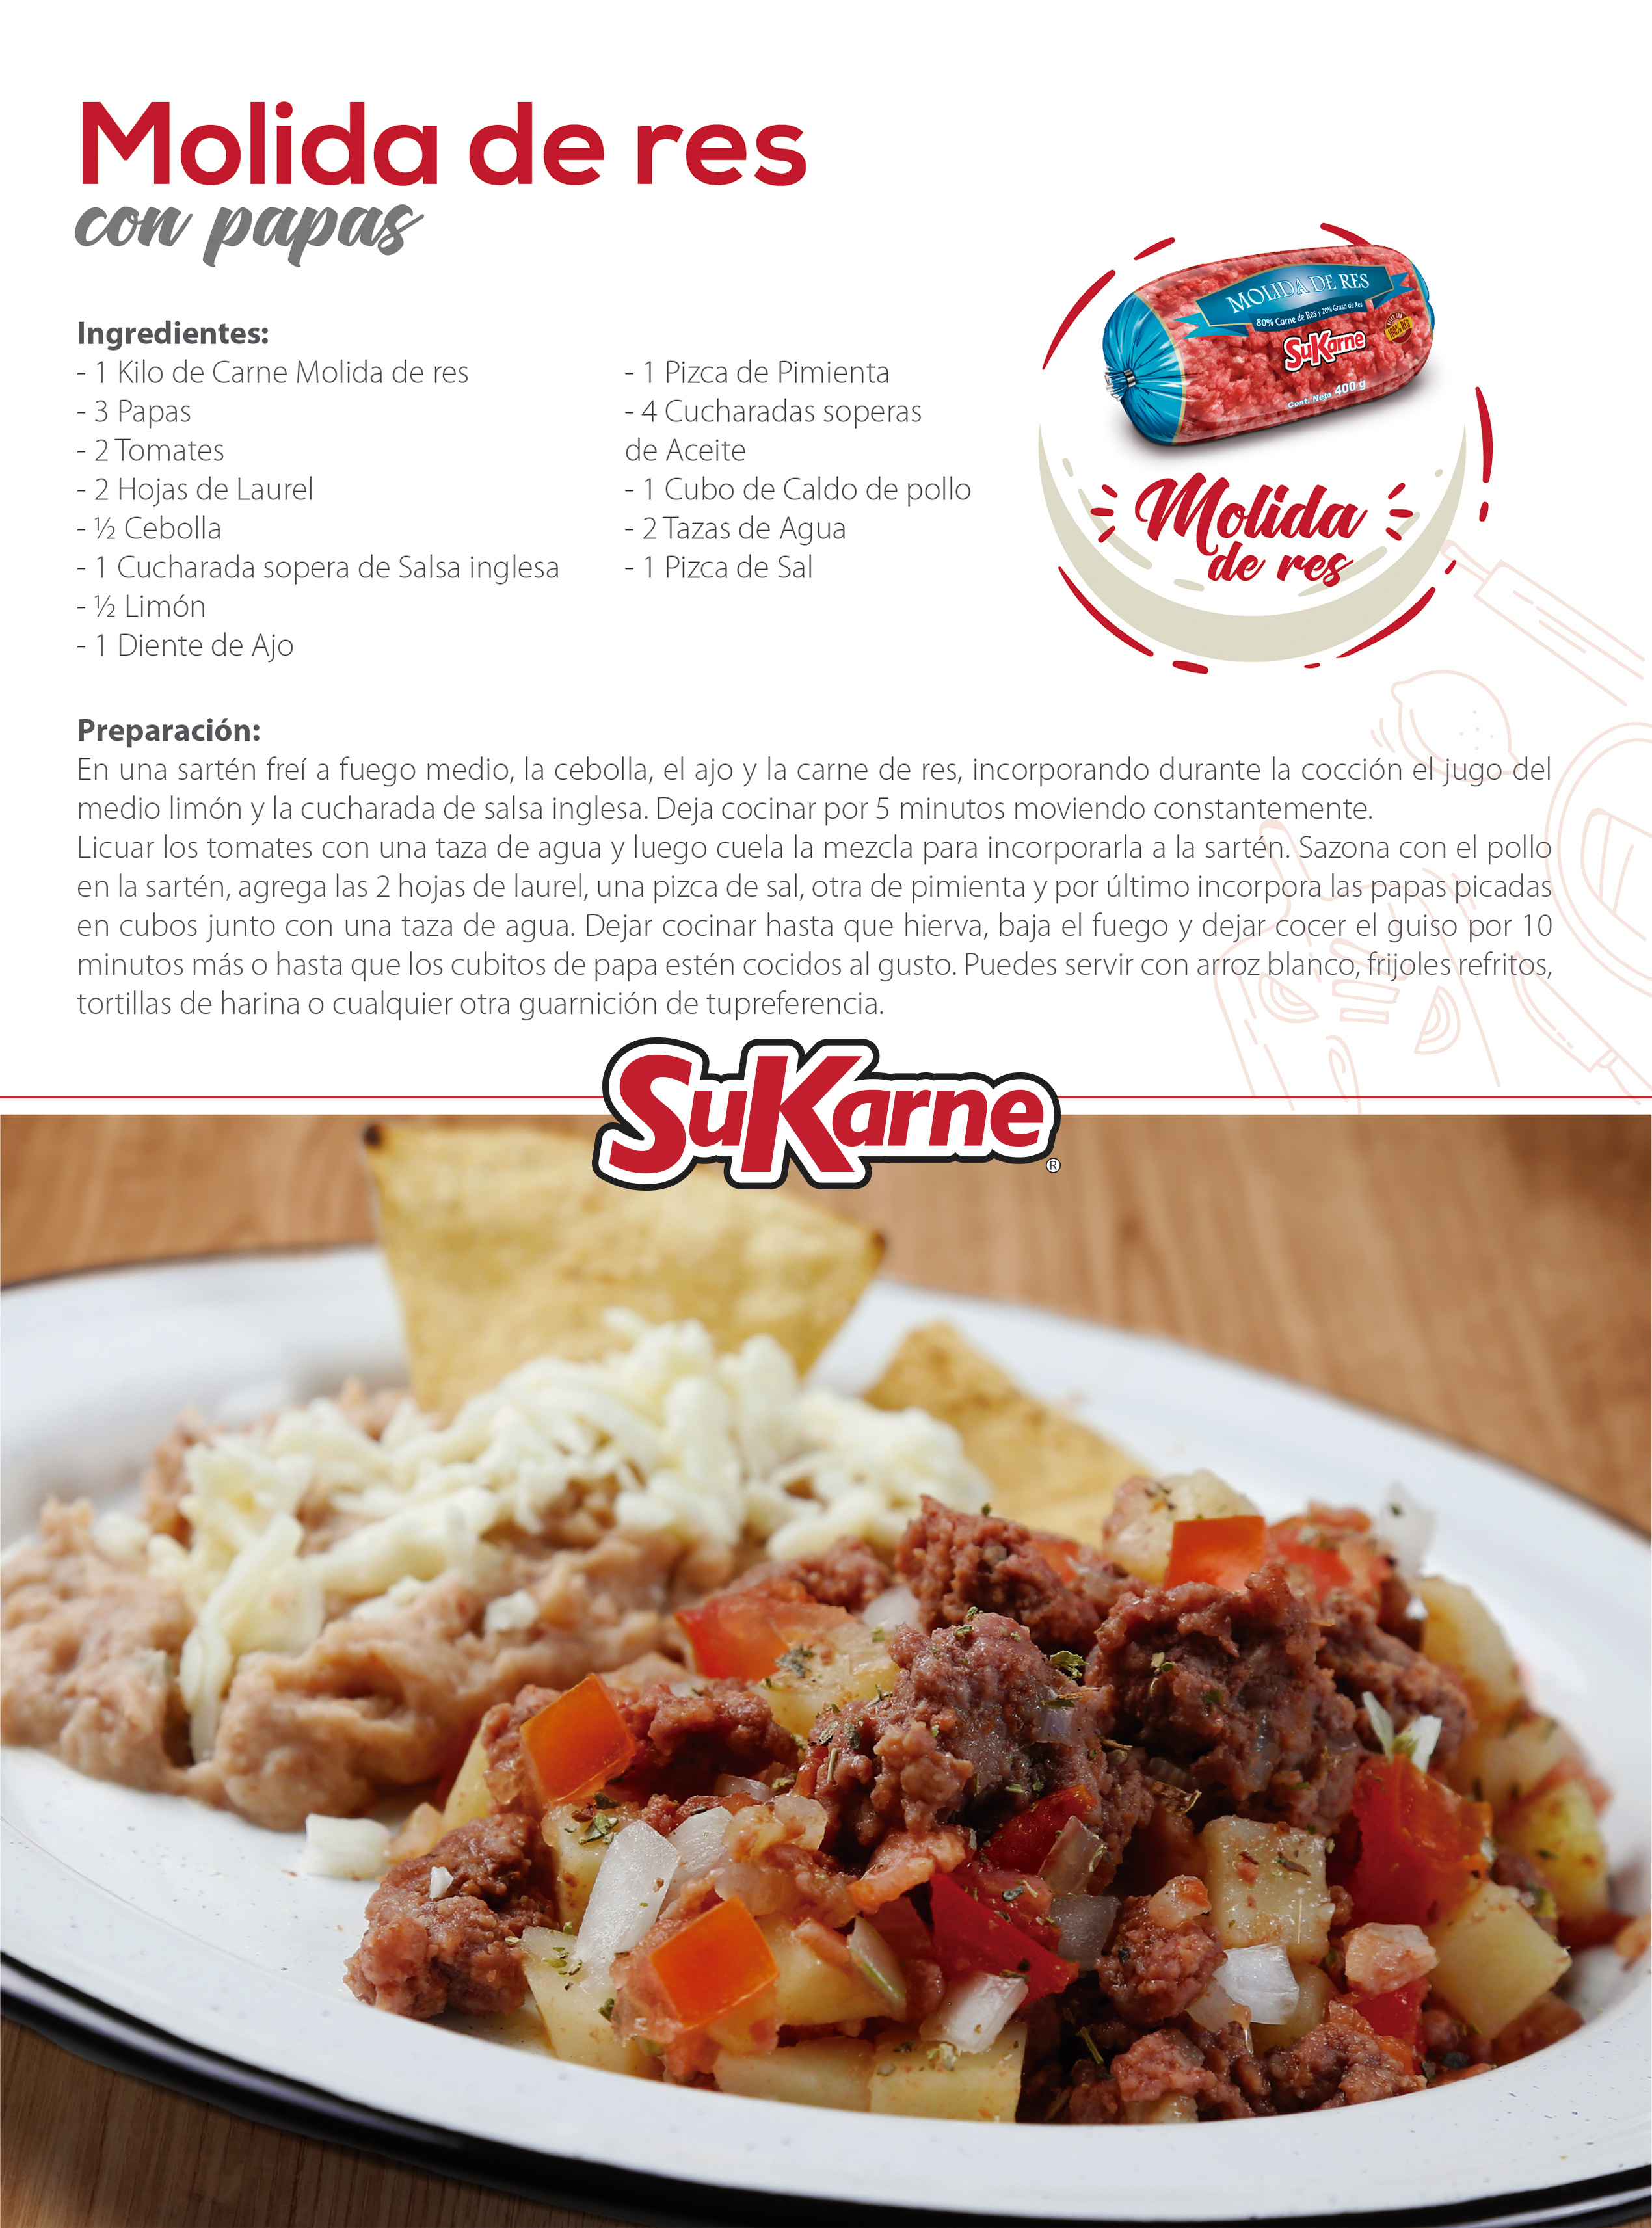 Molida de res
con papas
Ingredientes:
- 1 Kilo de Carne Molida de res
- 3 Papas
- 2 Tomates
- 2 Hojas de Laurel
- ½ Cebolla
- 1 Cucharada sopera de Salsa inglesa
- ½ Limón
- 1 Diente de Ajo
- 1 Pizca de Pimienta
- 4 Cucharadas soperas
de Aceite
- 1 Cubo de Caldo de pollo
- 2 Tazas de Agua
- 1 Pizca de Sal
MOLIDA DE RES
80% Carne de Res y 20% Grasa de Res
SuKarne
100% RES
Cont. Neto 400 g
Molida
de res
Preparación:
En una sartén freí a fuego medio, la cebolla, el ajo y la carne de res, incorporando durante la cocción el jugo del
medio limón y la cucharada de salsa inglesa. Deja cocinar por 5 minutos moviendo constantemente.
Licuar los tomates con una taza de agua y luego cuela la mezcla para incorporarla a la sartén. Sazona con el pollo
en la sartén, agrega las 2 hojas de laurel, una pizca de sal, otra de pimienta y por último incorpora las papas picadas
en cubos junto con una taza de agua. Dejar cocinar hasta que hierva, baja el fuego y dejar cocer el guiso por 10
minutos más o hasta que los cubitos de papa estén cocidos al gusto. Puedes servir con arroz blanco, frijoles refritos,
tortillas de harina o cualquier otra guarnición de tupreferencia.
SuKarne®